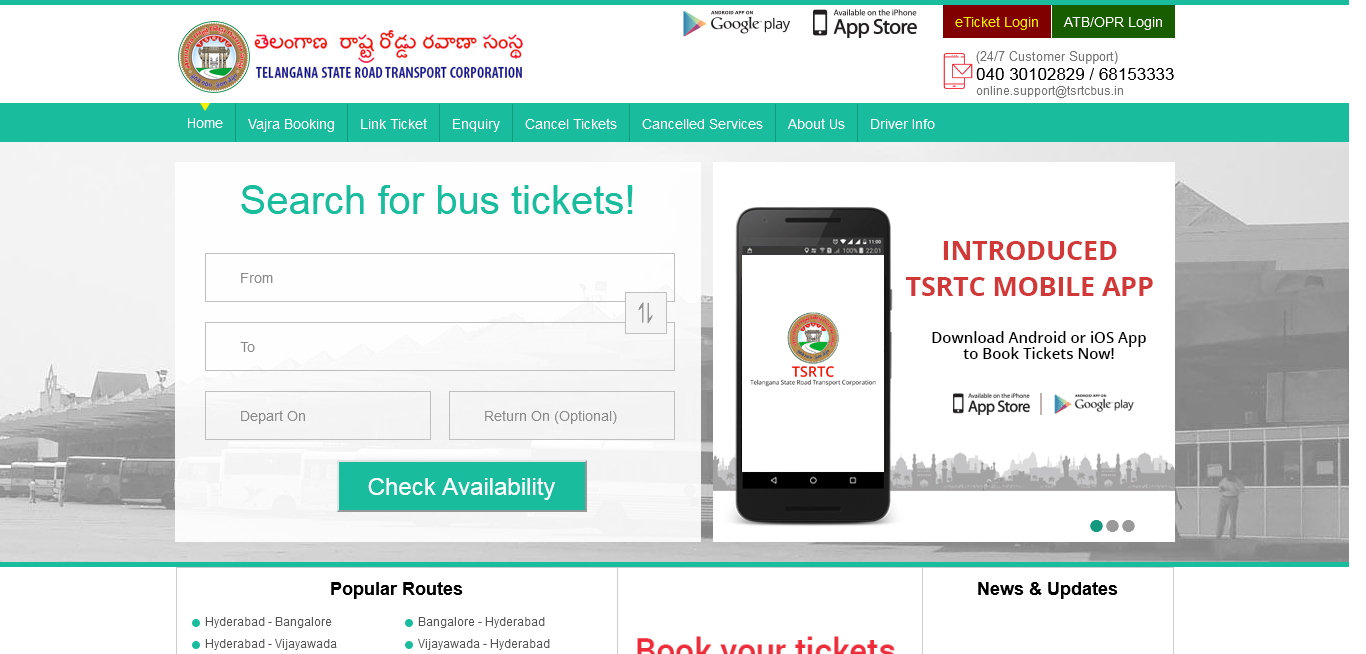 తెలంగాణ రాష్ట్ర రోడ్డు రవాణా సంస్థ
TELANGANA STATE ROAD TRANSPORT CORPORATION
ANDROID APP ON
Google play
Available on the iPhone
App Store
eTicket Login
ATB/OPR Login
(24/7 Customer Support)
040 30102829 / 68153333
online.support@tsrtcbus.in
Home
Vajra Booking
Link Ticket
Enquiry
Cancel Tickets
Cancelled Services
About Us
Driver Info
Search for bus tickets!
From
To
Depart On
Return On (Optional)
Check Availability
11:00
100% 22:01
TSRTC
Telangana State Road Transport Corporation
INTRODUCED
TSRTC MOBILE APP
Download Android or iOS App
to Book Tickets Now!
Available on the iPhone
App Store
ANDROID APP ON
Google play
Popular Routes
Hyderabad - Bangalore
Bangalore - Hyderabad
Hyderabad - Vijayawada
Vijayawada - Hyderabad
Book your tickets
News & Updates